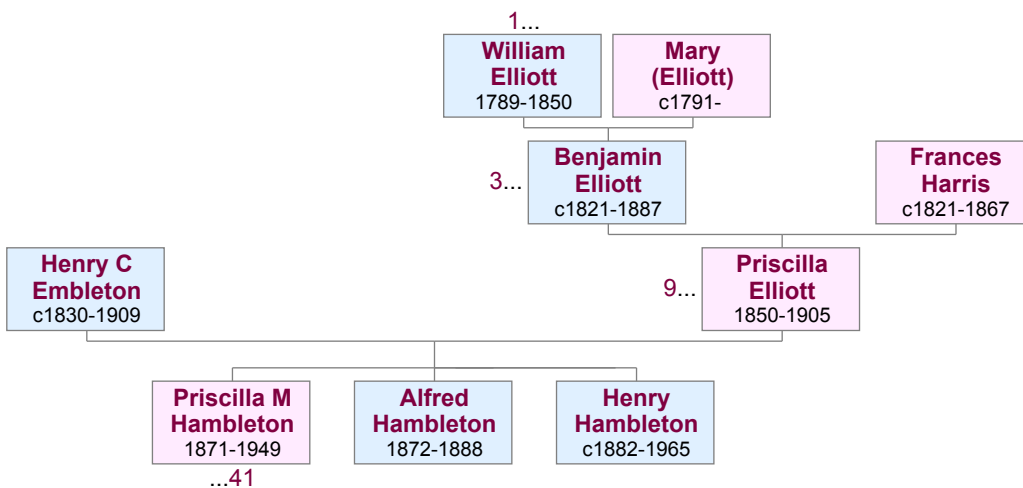 1...
William
Elliott
1789-1850
Mary
(Elliott)
c1791-
3...
Benjamin
Elliott
c1821-1887
Frances
Harris
c1821-1867
Henry C
Embleton
c1830-1909
9...
Priscilla
Elliott
1850-1905
Priscilla M
Hambleton
1871-1949
Alfred
Hambleton
1872-1888
Henry
Hambleton
c1882-1965
...41